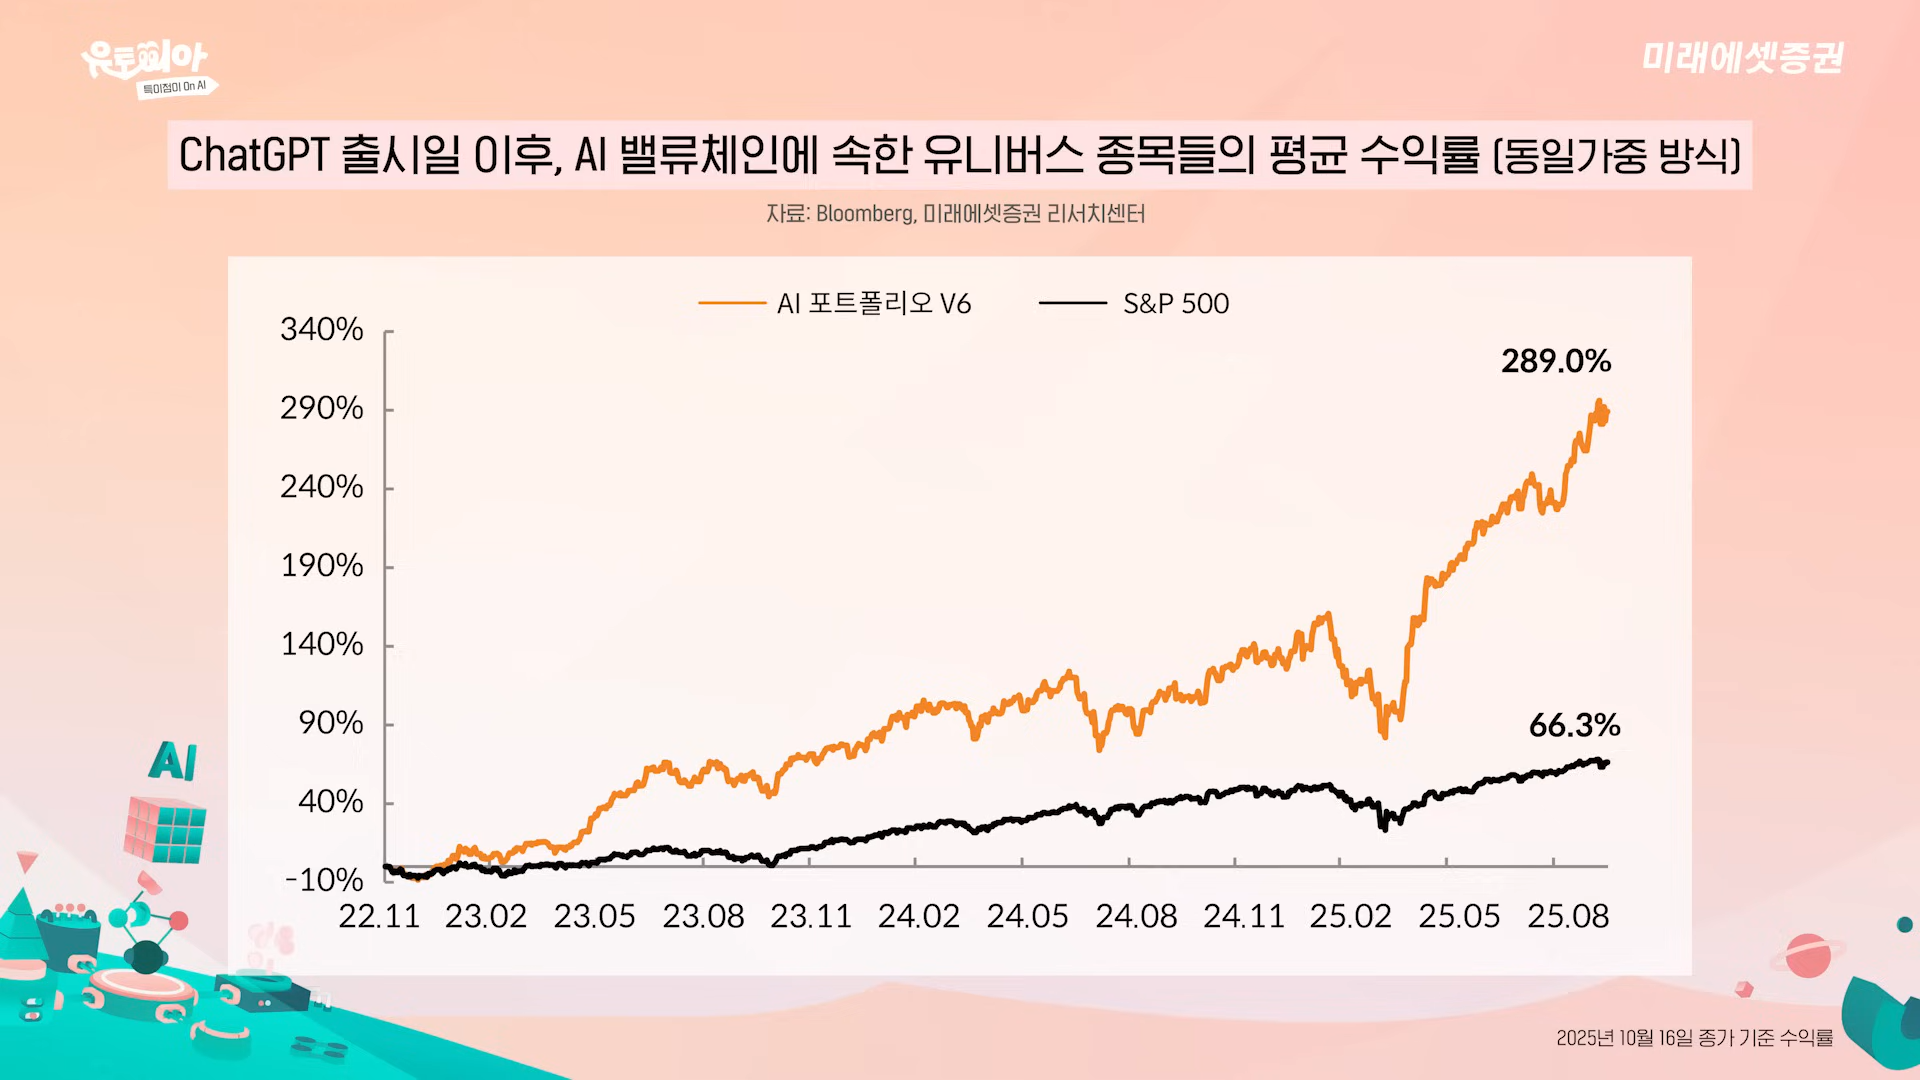 유토피아
특이점이 On AI
미래에셋증권
ChatGPT 출시일 이후, AI 밸류체인에 속한 유니버스 종목들의 평균 수익률 (동일가중 방식)
자료: Bloomberg, 미래에셋증권 리서치센터
AI 포트폴리오 V6
S&P 500
340%
290%
240%
190%
140%
90%
40%
-10%
289.0%
66.3%
22.11 23.02 23.05 23.08 23.11 24.02 24.05 24.08 24.11 25.02 25.05 25.08
AI
2025년 10월 16일 종가 기준 수익률